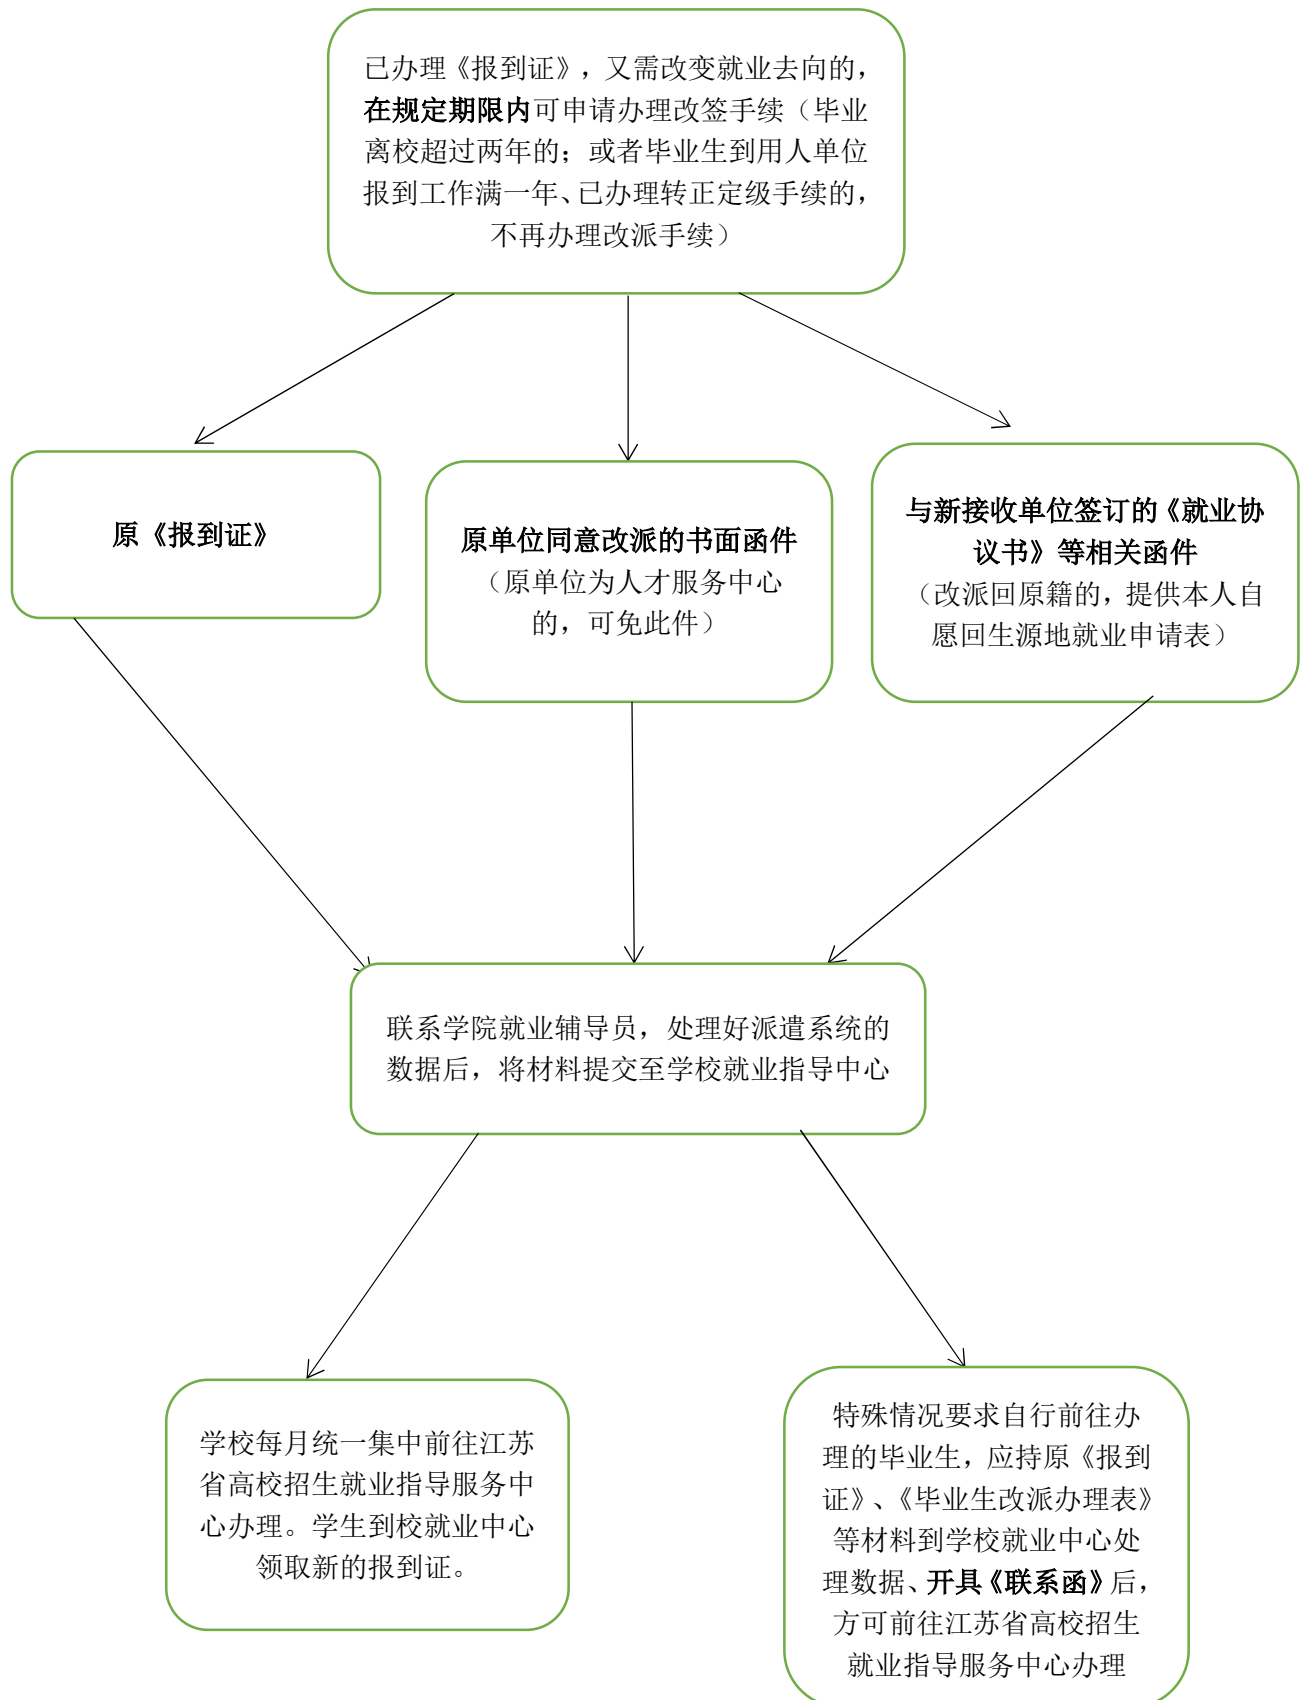 已办理《报到证》，又需改变就业去向的，
在规定期限内可申请办理改签手续（毕业
离校超过两年的；或者毕业生到用人单位
报到工作满一年、已办理转正定级手续的，
不再办理改派手续）
原《报到证》
原单位同意改派的书面函件
（原单位为人才服务中心
的，可免此件）
与新接收单位签订的《就业协
议书》等相关函件
（改派回原籍的，提供本人自
愿回生源地就业申请表）
联系学院就业辅导员，处理好派遣系统的
数据后，将材料提交至学校就业指导中心
学校每月统一集中前往江苏
省高校招生就业指导服务中
心办理。学生到校就业中心
领取新的报到证。
特殊情况要求自行前往办
理的毕业生，应持原《报到
证》、《毕业生改派办理表》
等材料到学校就业中心处
理数据、开具《联系函》后，
方可前往江苏省高校招生
就业指导服务中心办理